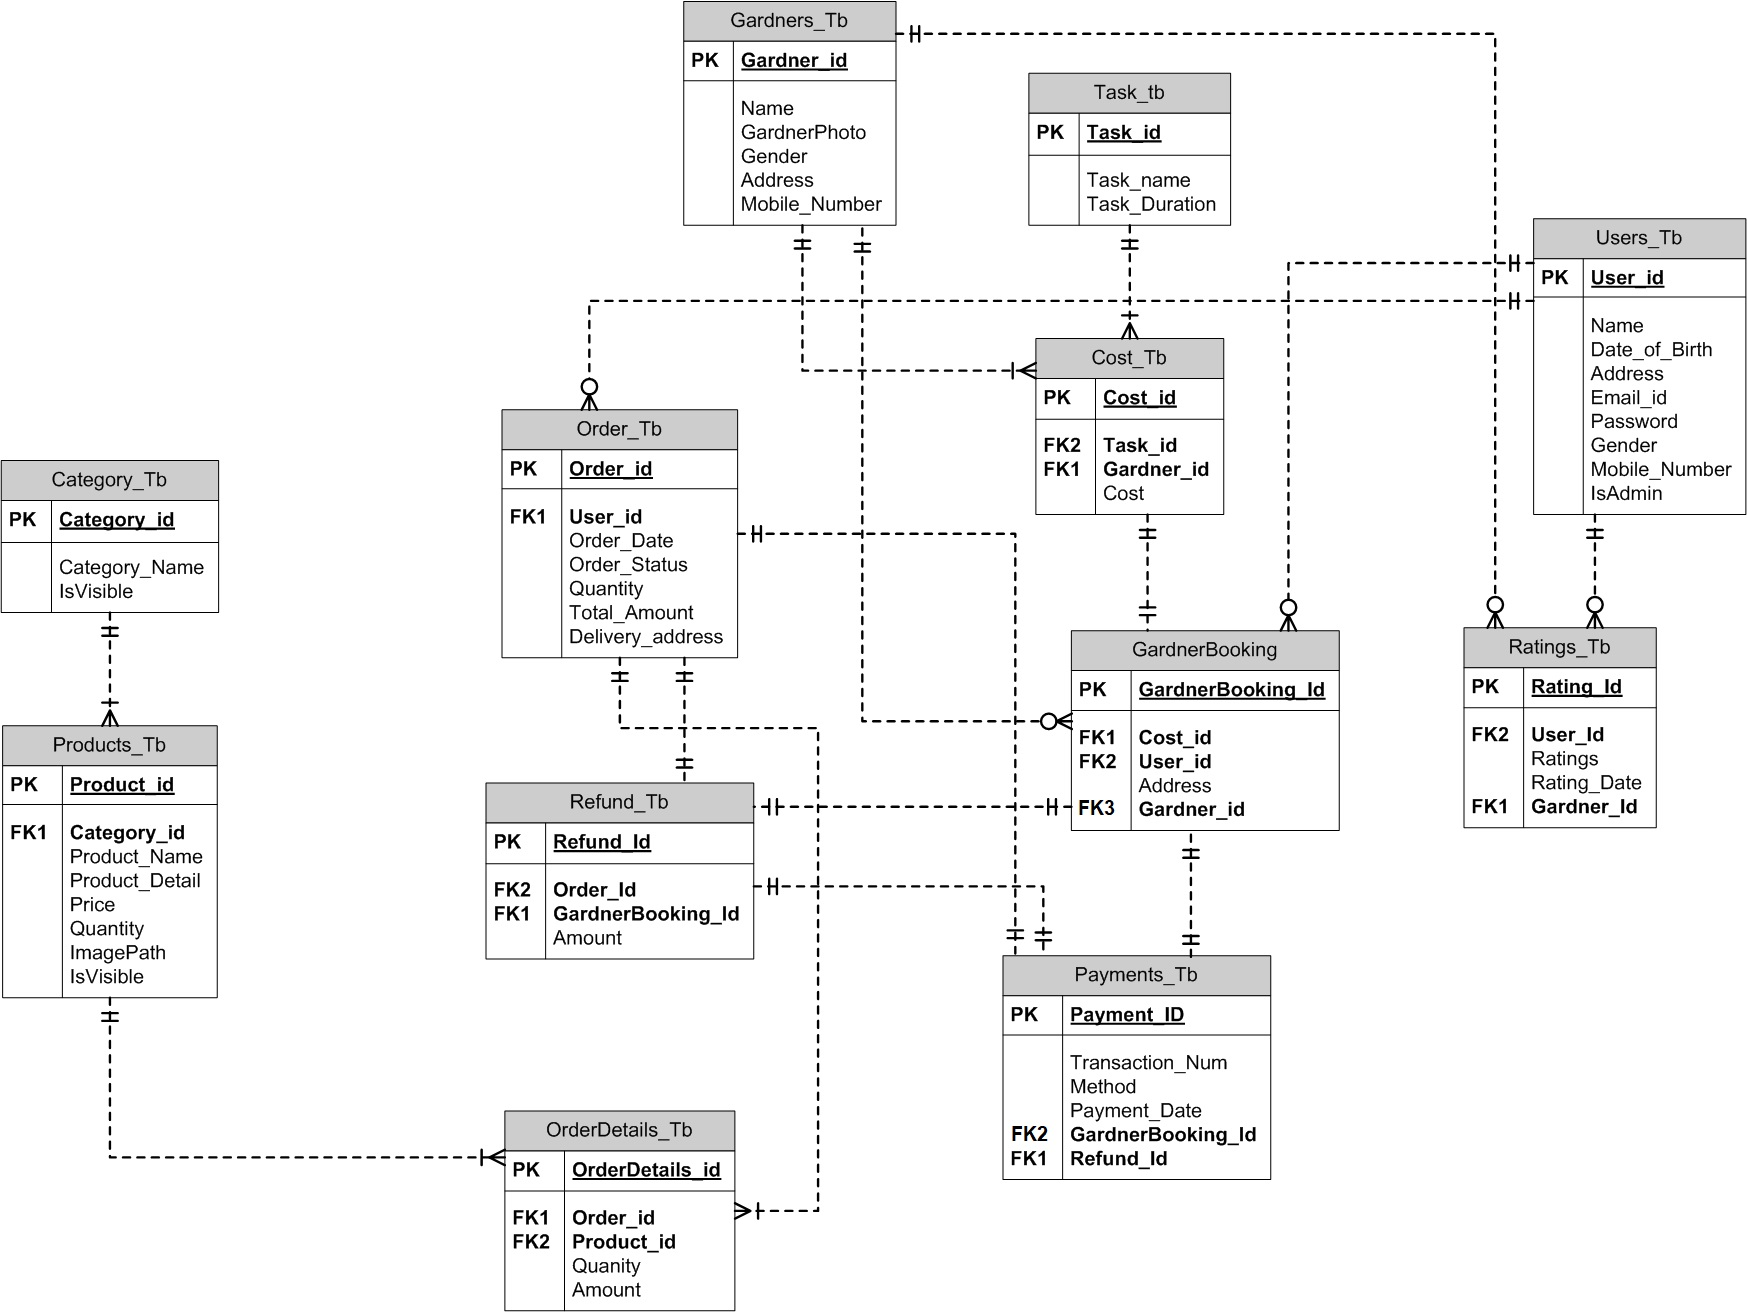 Gardners_Tb
PK Gardner_id
Name
GardnerPhoto
Gender
Address
Mobile_Number
Task_tb
PK Task_id
Task_name
Task_Duration
Users_Tb
PK User_id
Name
Date_of_Birth
Address
Email_id
Password
Gender
Mobile_Number
IsAdmin
Cost_Tb
PK Cost_id
FK2 Task_id
FK1 Gardner_id
Cost
Order_Tb
PK Order_id
FK1 User_id
Order_Date
Order_Status
Quantity
Total_Amount
Delivery_address
Category_Tb
PK Category_id
Category_Name
IsVisible
GardnerBooking
PK GardnerBooking_Id
FK1 Cost_id
FK2 User_id
Address
FK3 Gardner_id
Ratings_Tb
PK Rating_Id
FK2 User_Id
Ratings
Rating_Date
FK1 Gardner_Id
Products_Tb
PK Product_id
FK1 Category_id
Product_Name
Product_Detail
Price
Quantity
ImagePath
IsVisible
Refund_Tb
PK Refund_Id
FK2 Order_Id
FK1 GardnerBooking_Id
Amount
Payments_Tb
PK Payment_ID
Transaction_Num
Method
Payment_Date
FK2 GardnerBooking_Id
FK1 Refund_Id
OrderDetails_Tb
PK OrderDetails_id
FK1 Order_id
FK2 Product_id
Quanity
Amount